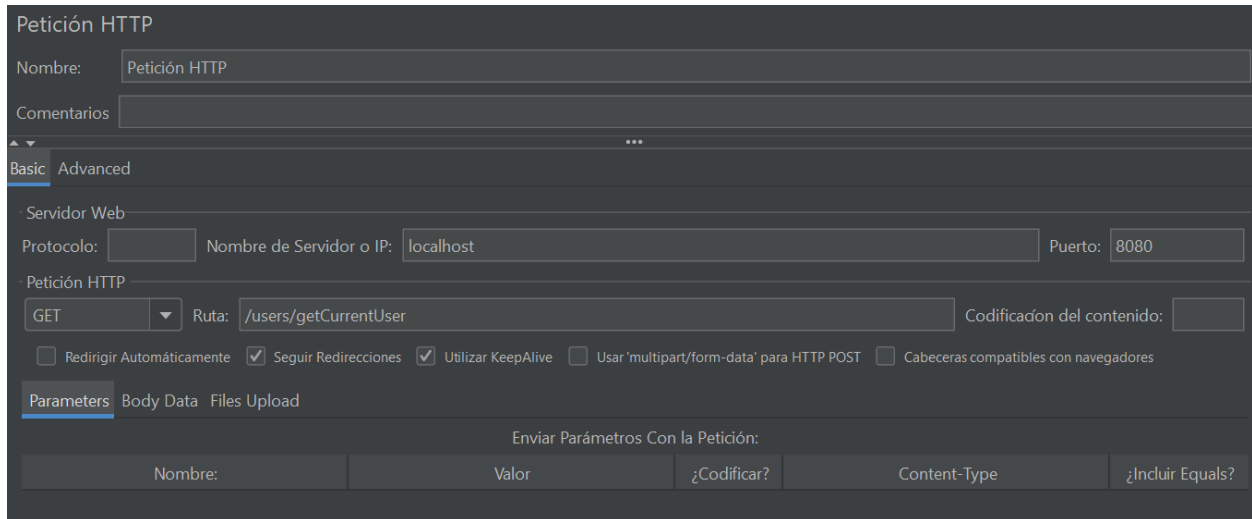 Petición HTTP
Nombre: Petición HTTP
Comentarios
Basic Advanced
Servidor Web
Protocolo: Nombre de Servidor o IP: localhost Puerto: 8080
Petición HTTP
GET Ruta: /users/getCurrentUser Codificacíon del contenido:
Redirigir Automáticamente Seguir Redirecciones Utilizar KeepAlive Usar 'multipart/form-data' para HTTP POST Cabeceras compatibles con navegadores
Parameters Body Data Files Upload
Enviar Parámetros Con la Petición:
Nombre: Valor ¿Codificar? Content-Type ¿Incluir Equals?